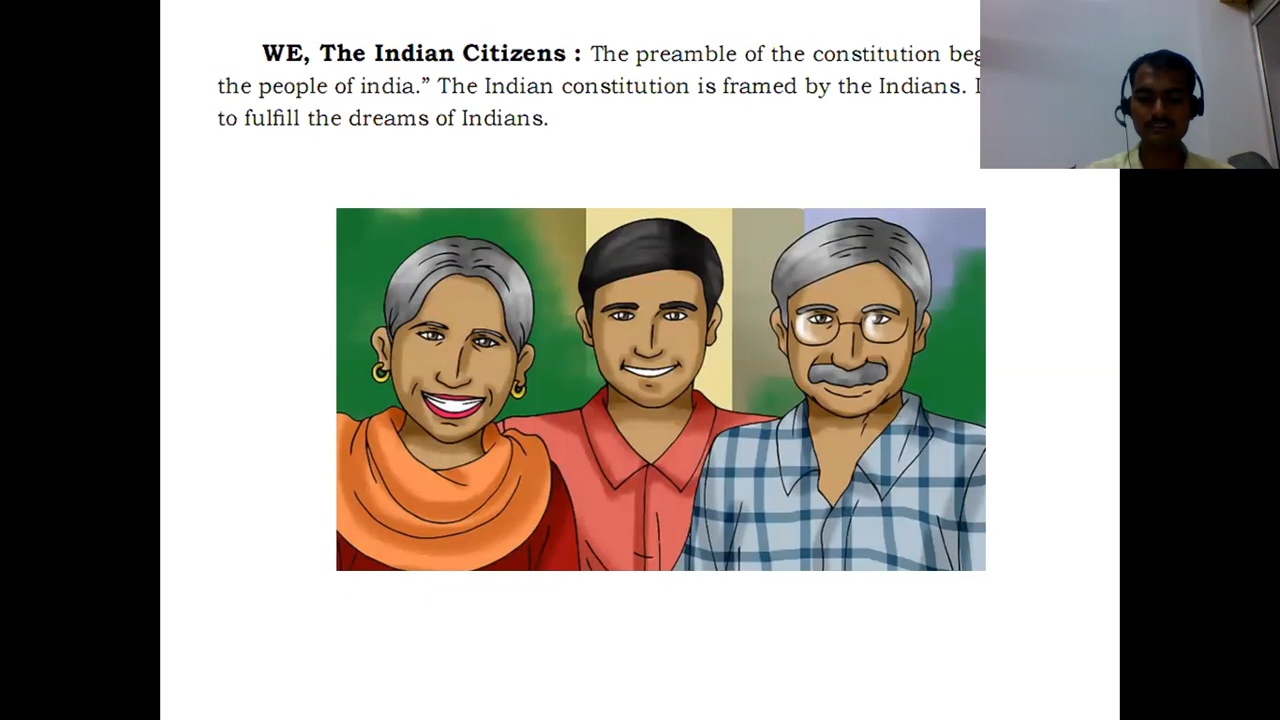 WE, The Indian Citizens : The preamble of the constitution
the people of india.” The Indian constitution is framed by the Indians.
to fulfill the dreams of Indians.